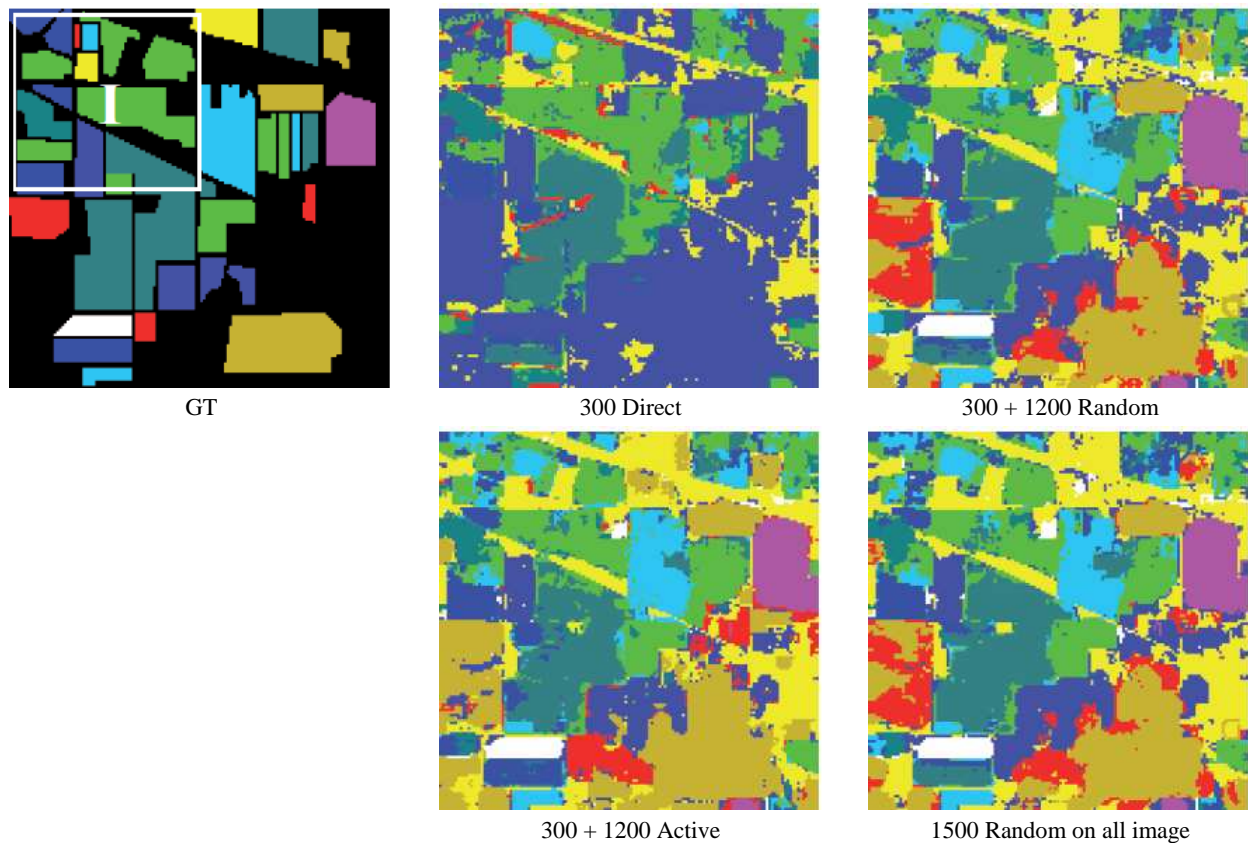 I
GT
300 Direct
300 + 1200 Random
300 + 1200 Active
1500 Random on all image